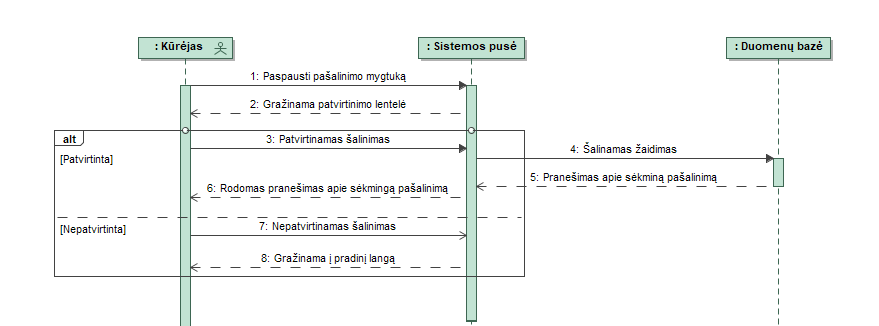 : Kūrėjas
: Sistemos pusė
: Duomenų bazė
1: Paspausti pašalinimo mygtuką
2: Gražinama patvirtinimo lentelė
alt
3: Patvirtinamas šalinimas
[Patvirtinta]
4: Šalinamas žaidimas
5: Pranešimas apie sėkmingą pašalinimą
6: Rodomas pranešimas apie sėkmingą pašalinimą
[Nepatvirtinta]
7: Nepatvirtinamas šalinimas
8: Gražinama į pradinį langą